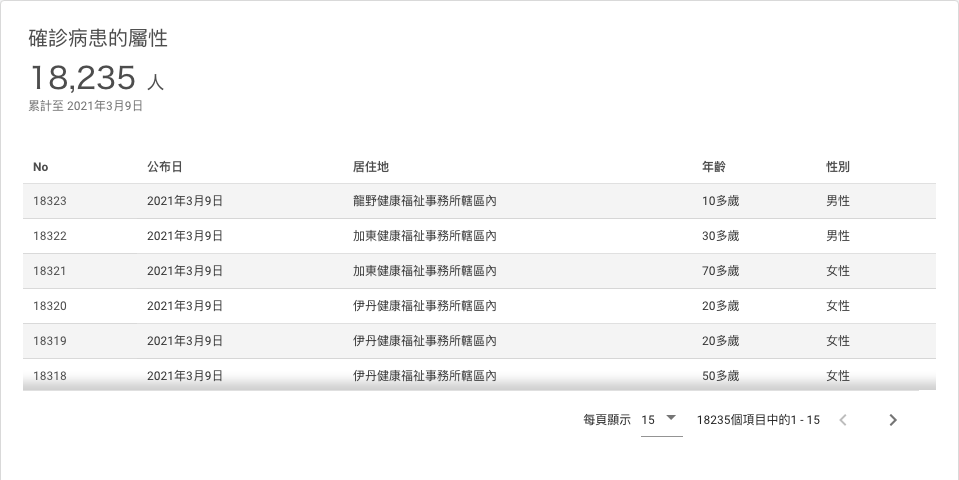 確診病患的屬性
18,235 人
累計至 2021年3月9日
No 公布日 居住地 年齡 性別
18323 2021年3月9日 龍野健康福祉事務所轄區內 10多歲 男性
18322 2021年3月9日 加東健康福祉事務所轄區內 30多歲 男性
18321 2021年3月9日 加東健康福祉事務所轄區內 70多歲 女性
18320 2021年3月9日 伊丹健康福祉事務所轄區內 20多歲 女性
18319 2021年3月9日 伊丹健康福祉事務所轄區內 20多歲 女性
18318 2021年3月9日 伊丹健康福祉事務所轄區內 50多歲 女性
每頁顯示 15 18235個項目中的1 - 15